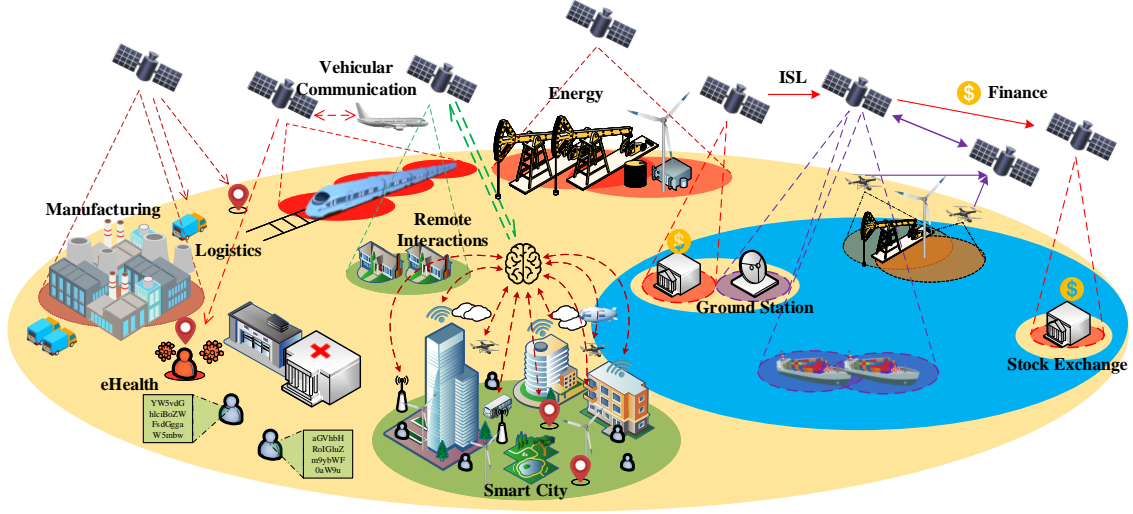 Vehicular
Communication
Energy
ISL
$ Finance
Manufacturing
Logistics
Remote
Interactions
$
Ground Station
$
Stock Exchange
eHealth
YW5vdG
hlciBoZW
FsdGgga
W5mbw
aGVhbH
RoIGluZ
m9ybWF
0aW9u
Smart City